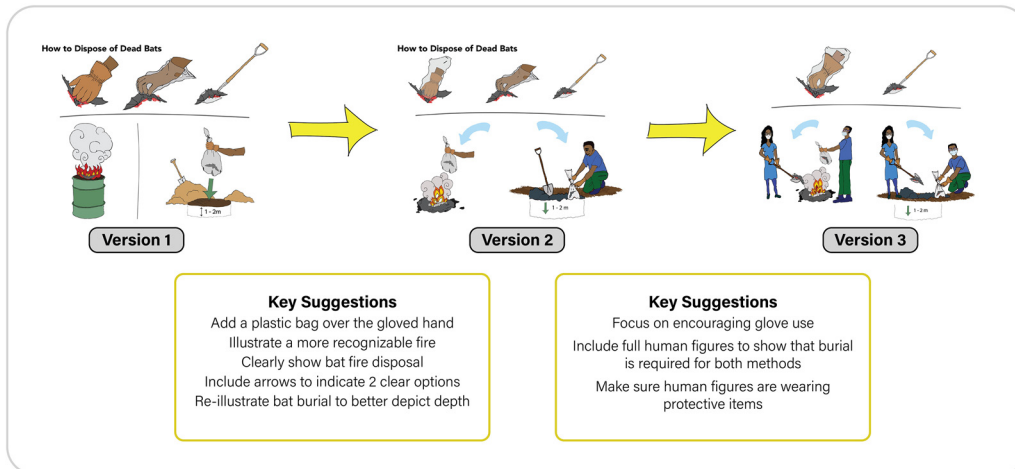 How to Dispose of Dead Bats
How to Dispose of Dead Bats
1 - 2m
1 - 2 m
1 - 2 m
Version 1
Version 2
Version 3
Key Suggestions
Add a plastic bag over the gloved hand
Illustrate a more recognizable fire
Clearly show bat fire disposal
Include arrows to indicate 2 clear options
Re-illustrate bat burial to better depict depth
Key Suggestions
Focus on encouraging glove use
Include full human figures to show that burial
is required for both methods
Make sure human figures are wearing
protective items